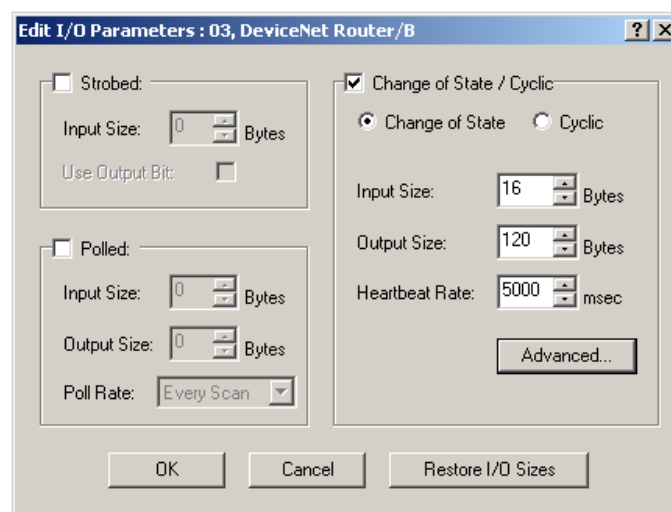 Edit I/O Parameters : 03, DeviceNet Router/B
Strobed:
Input Size: 0 Bytes
Use Output Bit:
Polled:
Input Size: 0 Bytes
Output Size: 0 Bytes
Poll Rate: Every Scan
Change of State / Cyclic
Change of State Cyclic
Input Size: 16 Bytes
Output Size: 120 Bytes
Heartbeat Rate: 5000 msec
Advanced...
OK Cancel Restore I/O Sizes